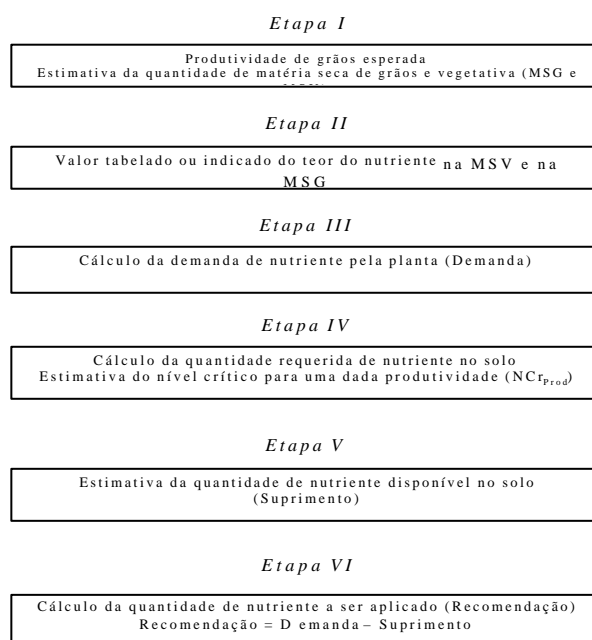 Etapa I
Produtividade de grãos esperada
Estimativa da quantidade de matéria seca de grãos e vegetativa (MSG e
Etapa II
Valor tabelado ou indicado do teor do nutriente na MSV e na
MSG
Etapa III
Cálculo da demanda de nutriente pela planta (Demanda)
Etapa IV
Cálculo da quantidade requerida de nutriente no solo
Estimativa do nível crítico para uma dada produtividade (NCrProd)
Etapa V
Estimativa da quantidade de nutriente disponível no solo
(Suprimento)
Etapa VI
Cálculo da quantidade de nutriente a ser aplicado (Recomendação)
Recomendação = D emanda – Suprimento